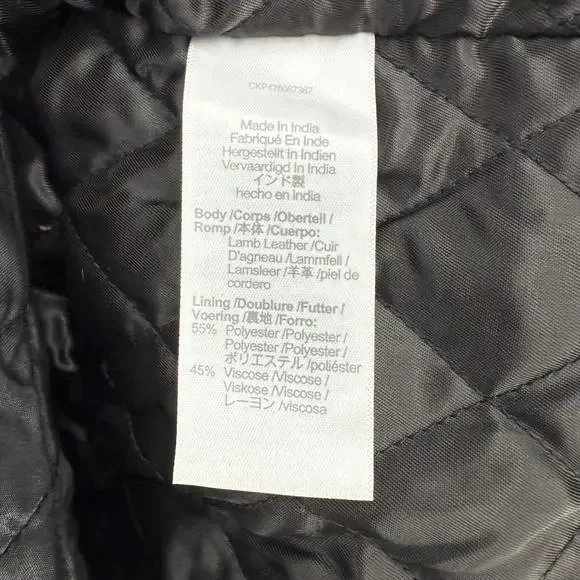 CKP476067367
Made In India
Fabriqué En Inde
Hergestellt in Indien
Vervaardigd In India
インド製
hecho en india
Body /Corps /Oberteil /
Romp /本体 /Cuerpo:
Lamb Leather /Cuir
D'agneau /Lammfell /
Lamsleer /羊革 /piel de
cordero
Lining /Doublure /Futter /
Voering /裏地 /Forro:
55% Polyester /Polyester /
Polyester /Polyester /
ポリエステル /poliéster
45% Viscose /Viscose /
Viskose /Viscose /
レーヨン /viscosa